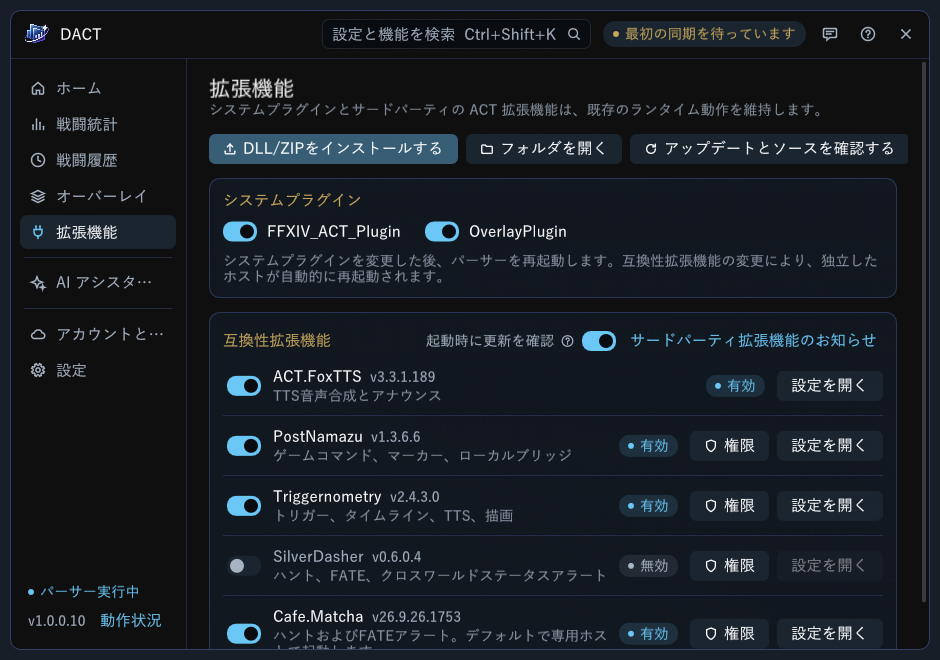 DACT
設定と機能を検索 Ctrl+Shift+K
最初の同期を待っています
ホーム
戦闘統計
戦闘履歴
オーバーレイ
拡張機能
AI アシスタ…
アカウントと…
設定
パーサー実行中
v1.0.0.10 動作状況
拡張機能
システムプラグインとサードパーティの ACT 拡張機能は、既存のランタイム動作を維持します。
DLL/ZIPをインストールする
フォルダを開く
アップデートとソースを確認する
システムプラグイン
FFXIV_ACT_Plugin
OverlayPlugin
システムプラグインを変更した後、パーサーを再起動します。互換性拡張機能の変更により、独立した
ホストが自動的に再起動されます。
互換性拡張機能
起動時に更新を確認
サードパーティ拡張機能のお知らせ
ACT.FoxTTS v3.3.1.189
TTS音声合成とアナウンス
有効
設定を開く
PostNamazu v1.3.6.6
ゲームコマンド、マーカー、ローカルブリッジ
有効
権限
設定を開く
Triggernometry v2.4.3.0
トリガー、タイムライン、TTS、描画
有効
権限
設定を開く
SilverDasher v0.6.0.4
ハント、FATE、クロスワールドステータスアラート
無効
権限
設定を開く
Cafe.Matcha v26.9.26.1753
ハントおよびFATEアラート。デフォルトで専用ホス
トで起動します。
有効
権限
設定を開く